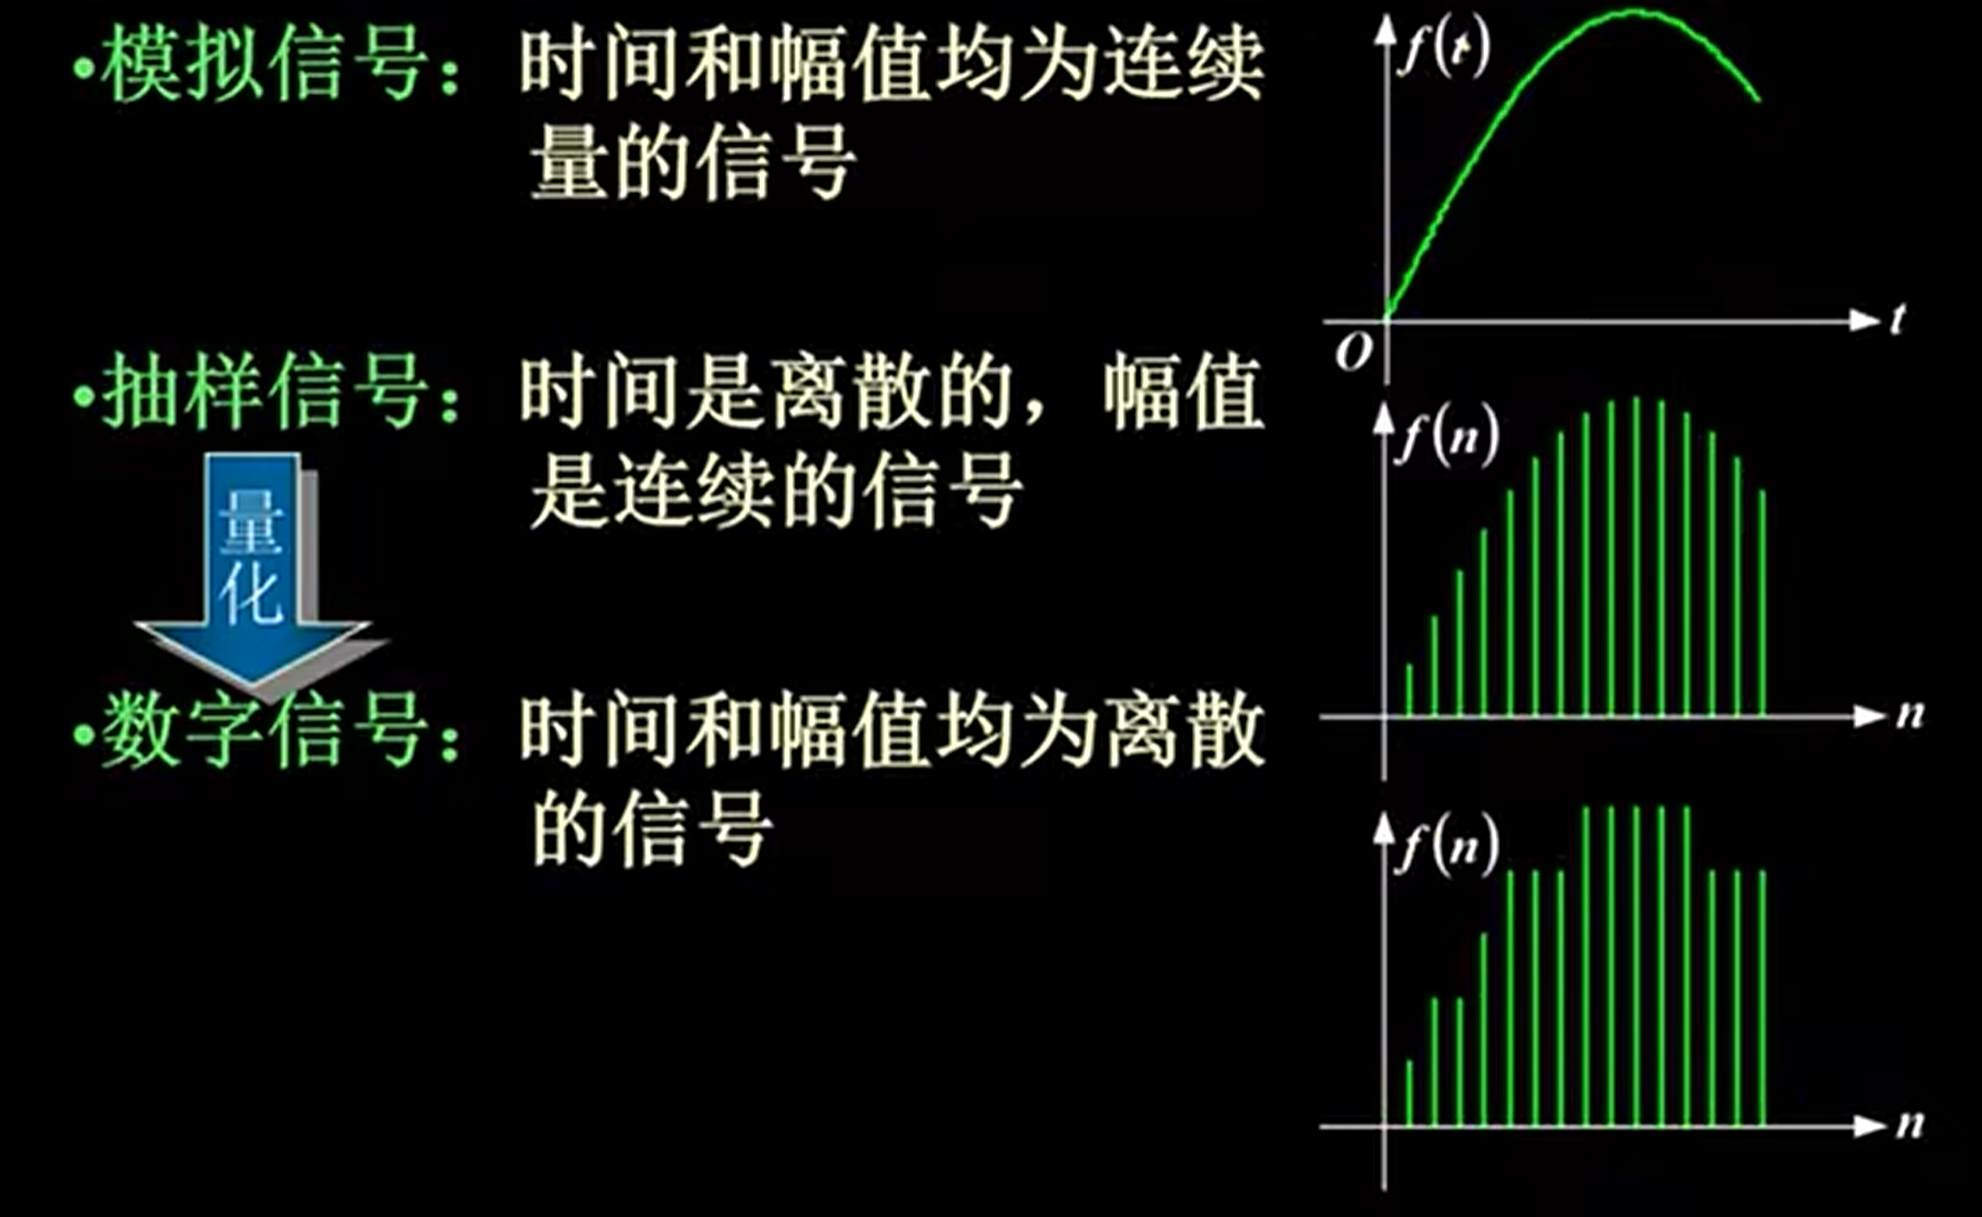 •模拟信号：时间和幅值均为连续
量的信号
f(t)
t
O
•抽样信号：时间是离散的，幅值
是连续的信号
f(n)
n
量
化
•数字信号：时间和幅值均为离散
的信号
f(n)
n